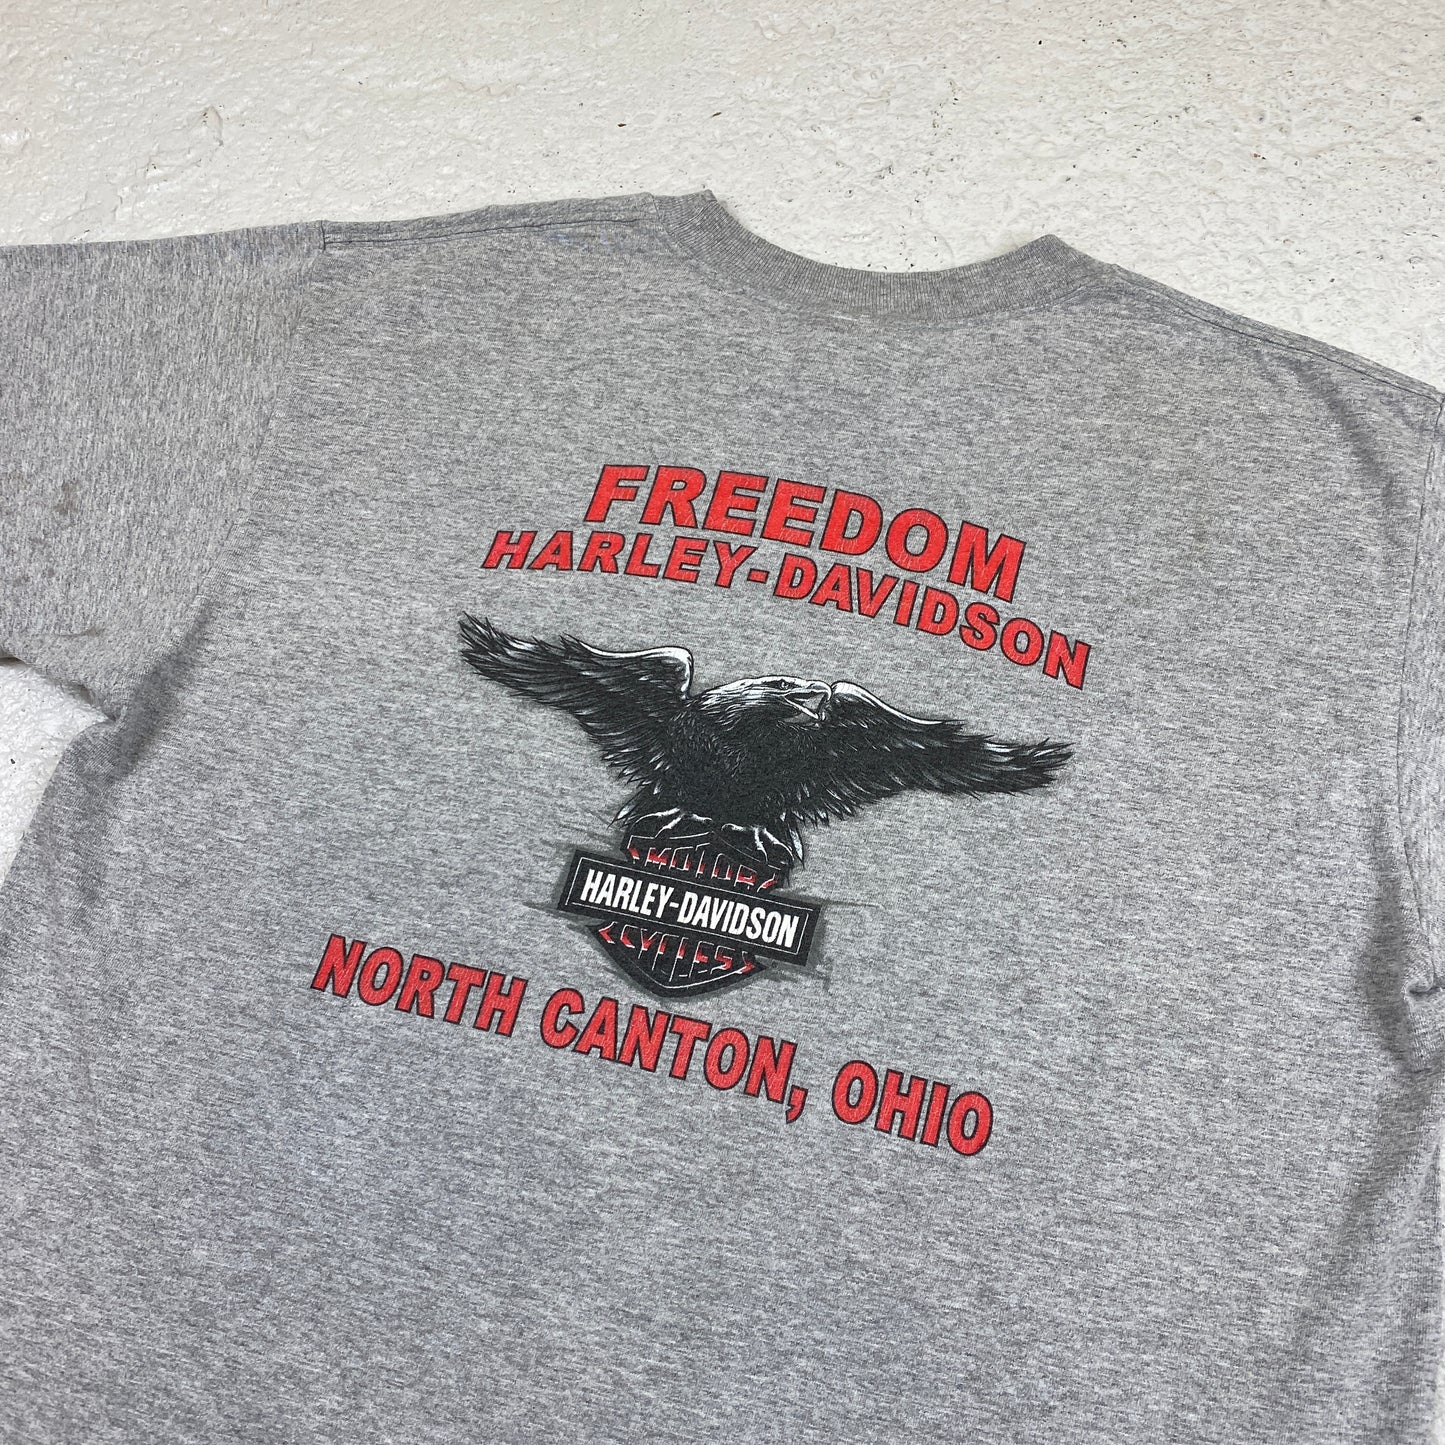 FREEDOM
HARLEY-DAVIDSON
MOTOR
HARLEY-DAVIDSON
CYCLES
NORTH CANTON, OHIO